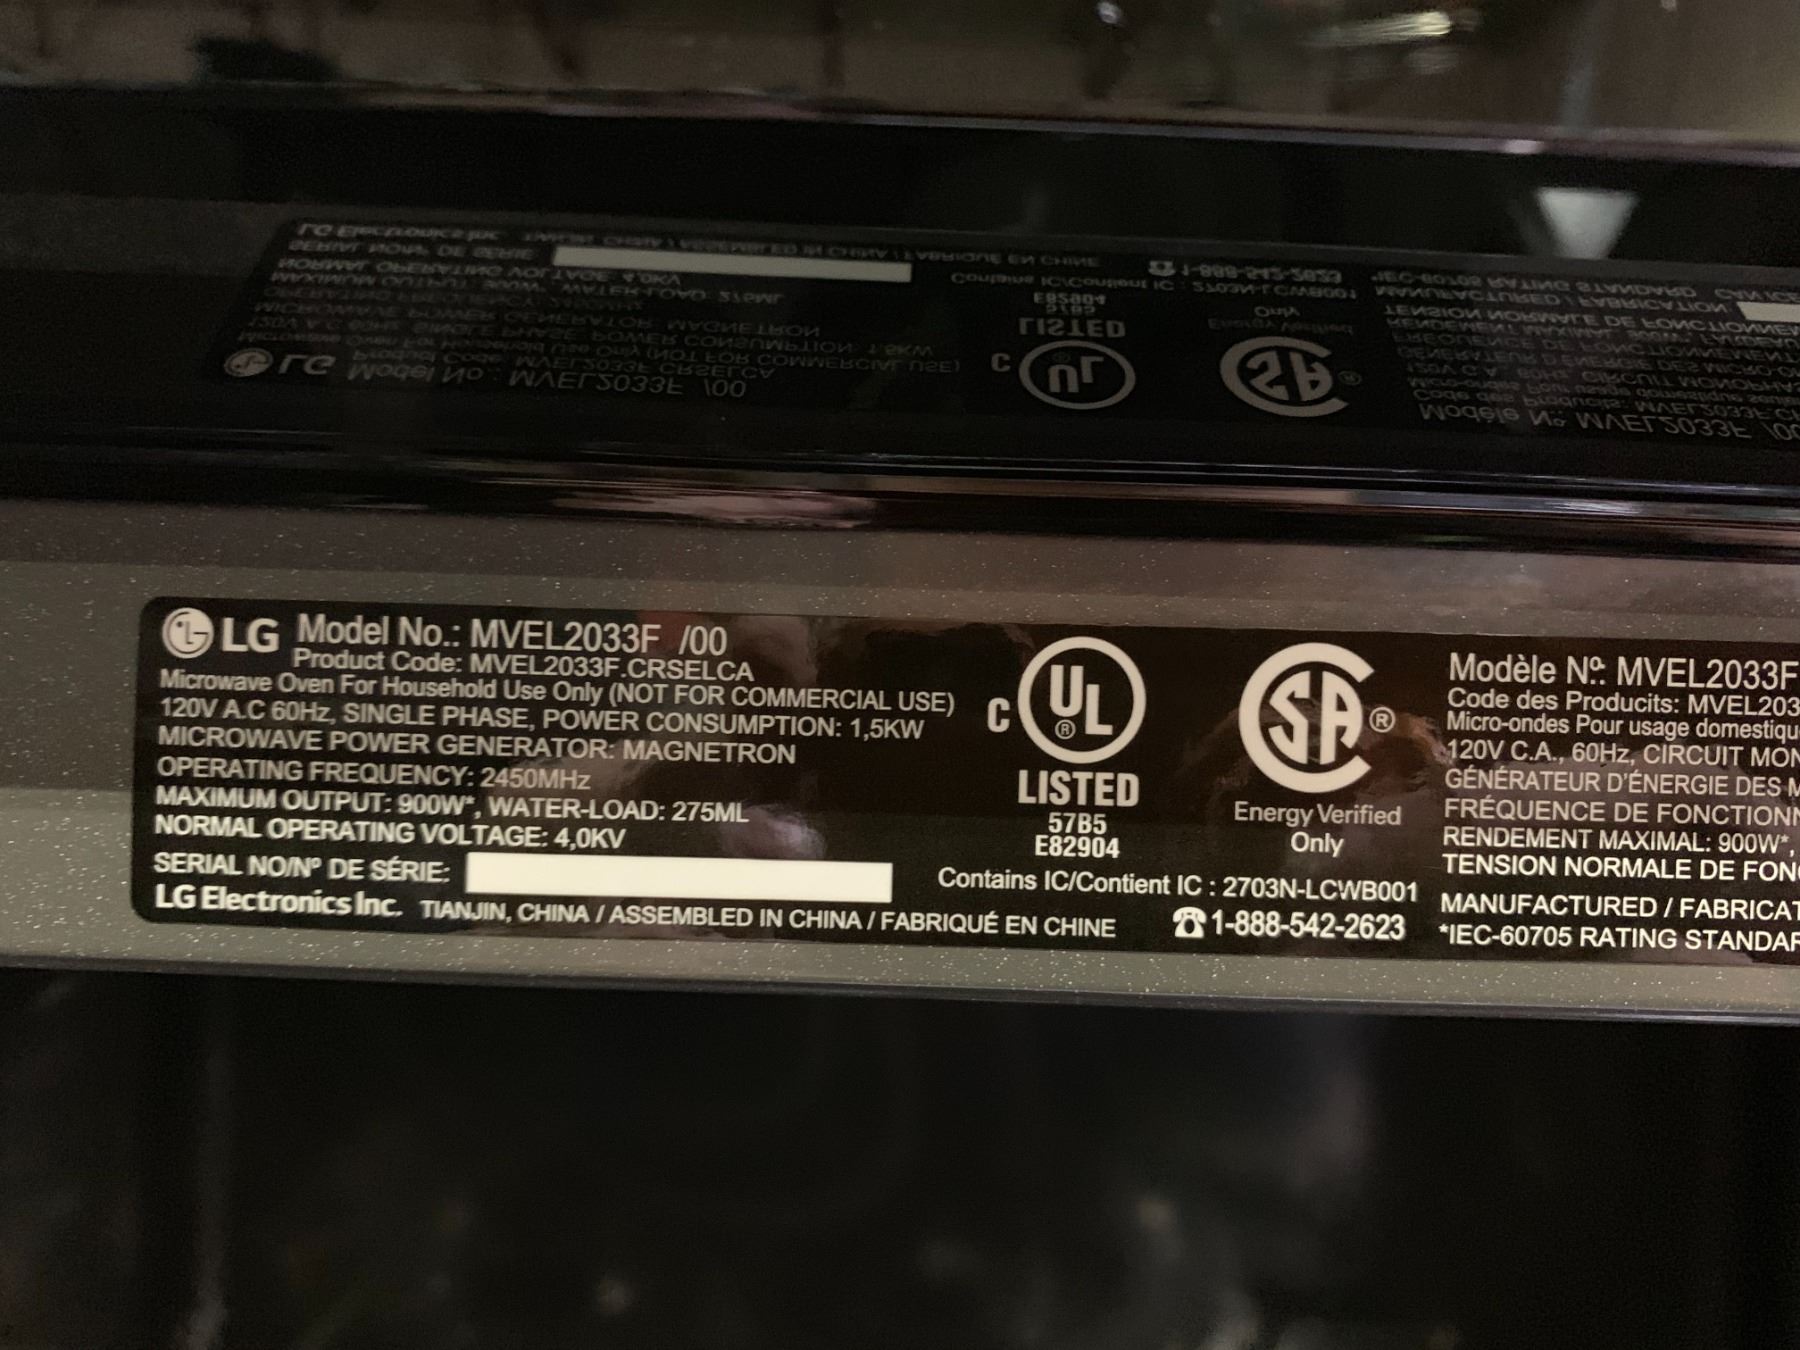 LG Model No.: MVEL2033F /00
Product Code: MVEL2033F.CRSELCA
Microwave Oven For Household Use Only (NOT FOR COMMERCIAL USE)
120V A.C 60Hz, SINGLE PHASE, POWER CONSUMPTION: 1,5KW
MICROWAVE POWER GENERATOR: MAGNETRON
OPERATING FREQUENCY: 2450MHz
MAXIMUM OUTPUT: 900W*, WATER-LOAD: 275ML
NORMAL OPERATING VOLTAGE: 4,0KV
SERIAL NO/Nº DE SÉRIE:
LG Electronics Inc. TIANJIN, CHINA / ASSEMBLED IN CHINA / FABRIQUÉ EN CHINE
C UL ®
LISTED
57B5
E82904
SA ®
Energy Verified
Only
Contains IC/Contient IC : 2703N-LCWB001
☎ 1-888-542-2623
Modèle Nº: MVEL2033F
Code des Producits: MVEL203
Micro-ondes Pour usage domestiqu
120V C.A., 60Hz, CIRCUIT MON
GÉNÉRATEUR D'ÉNERGIE DES M
FRÉQUENCE DE FONCTIONN
RENDEMENT MAXIMAL: 900W*,
TENSION NORMALE DE FON
MANUFACTURED / FABRICAT
*IEC-60705 RATING STANDAR